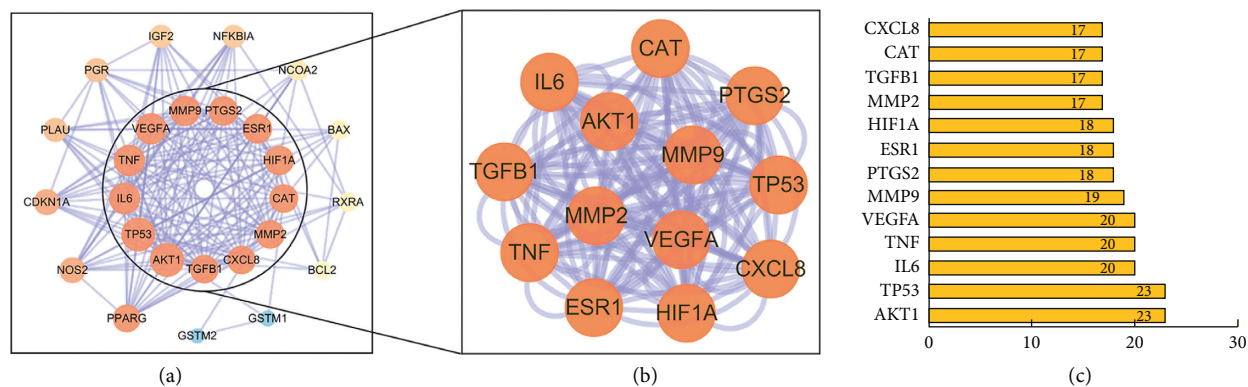 IGF2
NFKBIA
PGR
NCOA2
MMP9
PTGS2
VEGFA
ESR1
BAX
PLAU
TNF
HIF1A
IL6
CAT
CDKN1A
RXRA
TP53
MMP2
NOS2
AKT1
TGFB1
CXCL8
BCL2
PPARG
GSTM2
GSTM1
(a)
CAT
IL6
PTGS2
AKT1
MMP9
TGFB1
TP53
MMP2
VEGFA
TNF
CXCL8
ESR1
HIF1A
(b)
CXCL8 17
CAT 17
TGFB1 17
MMP2 17
HIF1A 18
ESR1 18
PTGS2 18
MMP9 19
VEGFA 20
TNF 20
IL6 20
TP53 23
AKT1 23
0 10 20 30
(c)